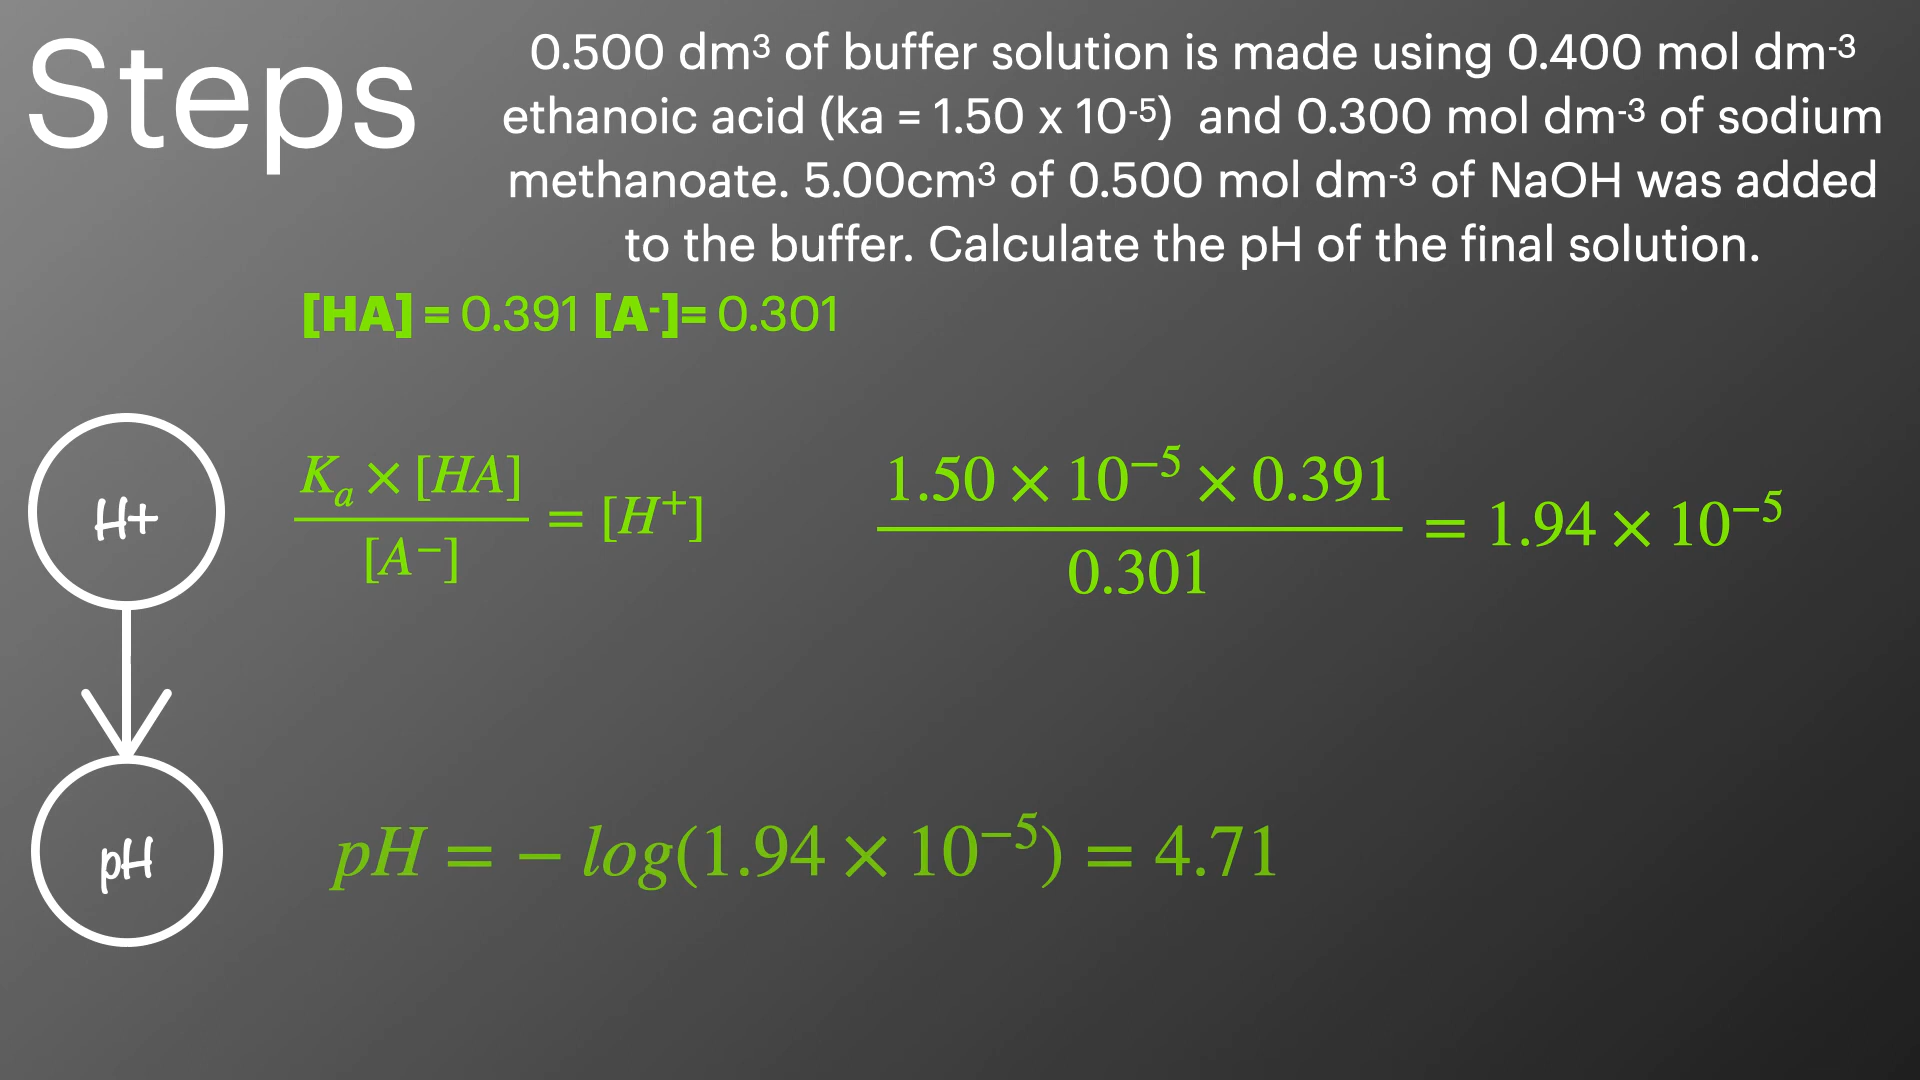 Steps
0.500 dm³ of buffer solution is made using 0.400 mol dm⁻³
ethanoic acid (ka = 1.50 x 10⁻⁵) and 0.300 mol dm⁻³ of sodium
methanoate. 5.00cm³ of 0.500 mol dm⁻³ of NaOH was added
to the buffer. Calculate the pH of the final solution.
[HA] = 0.391 [A⁻]= 0.301
H+
Kₐ × [HA]
[A⁻]
= [H⁺]
1.50 × 10⁻⁵ × 0.391
0.301
= 1.94 × 10⁻⁵
pH
pH = − log(1.94 × 10⁻⁵) = 4.71